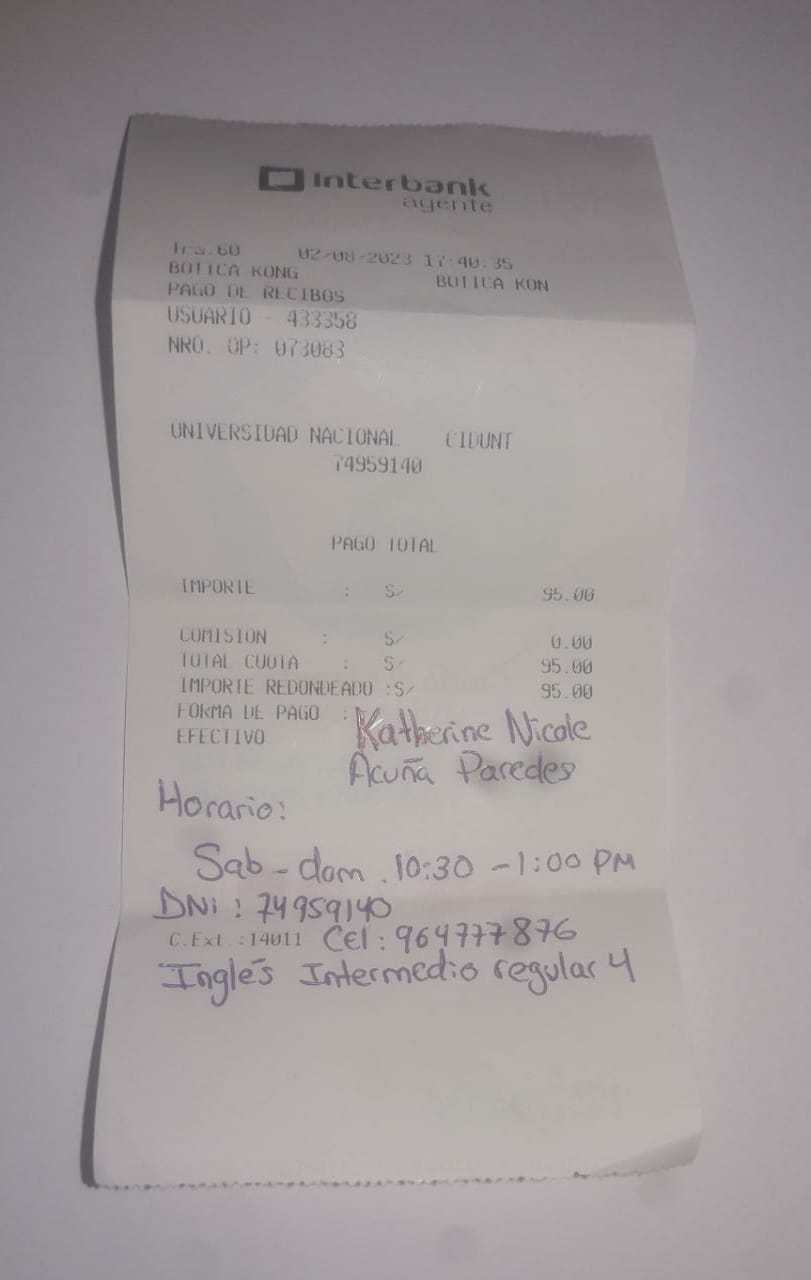 Interbank
agente
Tra.60 02/08/2023 17:40:35
BOTICA KONG BOTICA KON
PAGO DE RECIBOS
USUARIO - 433358
NRO. OP: 073083
UNIVERSIDAD NACIONAL CIDUNT
74959140
PAGO TOTAL
IMPORTE : S/ 95.00
COMISION : S/ 0.00
TOTAL CUOTA : S/ 95.00
IMPORTE REDONDEADO :S/ 95.00
FORMA DE PAGO :
EFECTIVO Katherine Nicole
Acuña Paredes
Horario:
Sab - dom. 10:30 - 1:00 PM
DNI : 74959140
C.Ext.:14011 Cel: 964777876
Inglés Intermedio regular 4